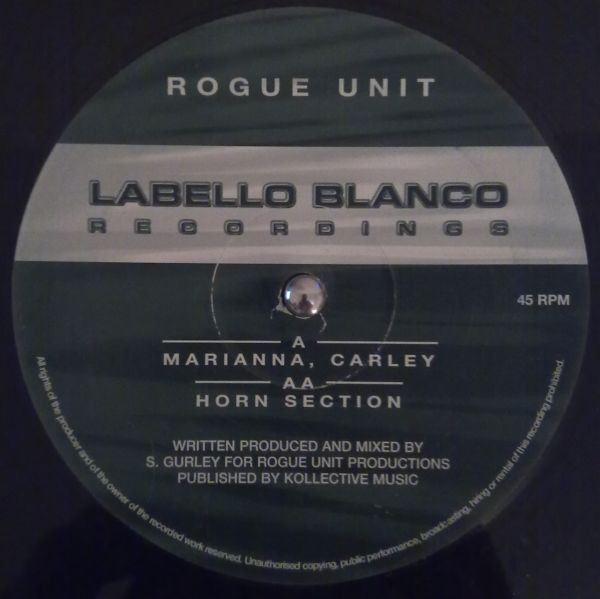 ROGUE UNIT
LABELLO BLANCO
RECORDINGS
45 RPM
A
MARIANNA, CARLEY
AA
HORN SECTION
WRITTEN PRODUCED AND MIXED BY
S. GURLEY FOR ROGUE UNIT PRODUCTIONS
PUBLISHED BY KOLLECTIVE MUSIC
All rights of the producer and of the owner of the recorded work reserved. Unauthorised copying, public performance, broadcasting, hiring or rental of this recording prohibited.